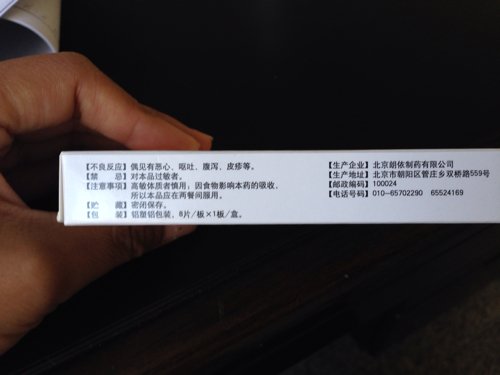 【不良反应】偶见有恶心、呕吐、腹泻、皮疹等。
【禁　　忌】对本品过敏者。
【注意事项】高敏体质者慎用；因食物影响本药的吸收，
所以本品应在两餐间服用。
【贮　　藏】密闭保存。
【包　　装】铝塑铝包装，8片/板×1板/盒。
【生产企业】北京朗依制药有限公司
【生产地址】北京市朝阳区管庄乡双桥路559号
【邮政编码】100024
【电话号码】010-65702290　65524169